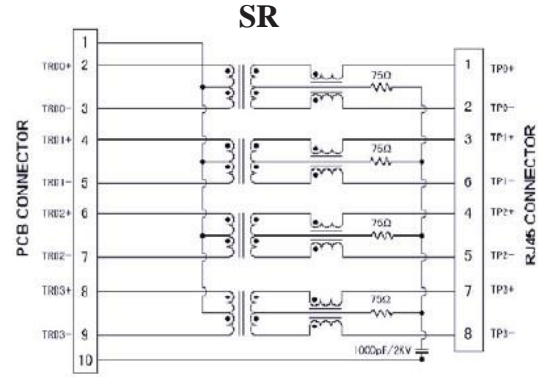 SR
PCB CONNECTOR
1
TRD0+ 2
TRD0- 3
TRD1+ 4
TRD1- 5
TRD2+ 6
TRD2- 7
TRD3+ 8
TRD3- 9
10
75Ω
75Ω
75Ω
75Ω
1000pF/2KV
1 TP0+
2 TP0-
3 TP1+
6 TP1-
4 TP2+
5 TP2-
7 TP3+
8 TP3-
RJ45 CONNECTOR